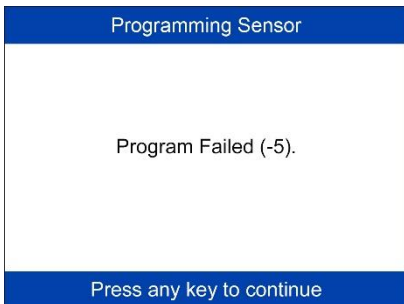 Programming Sensor
Program Failed (-5).
Press any key to continue